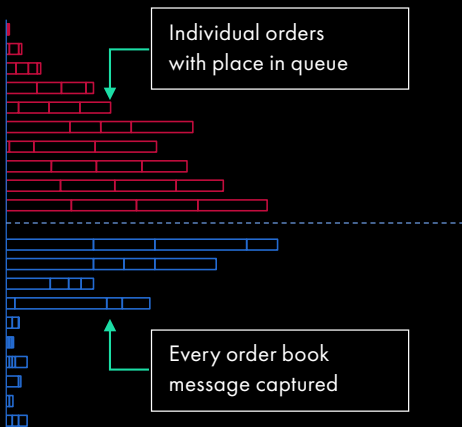 Individual orders
with place in queue
Every order book
message captured